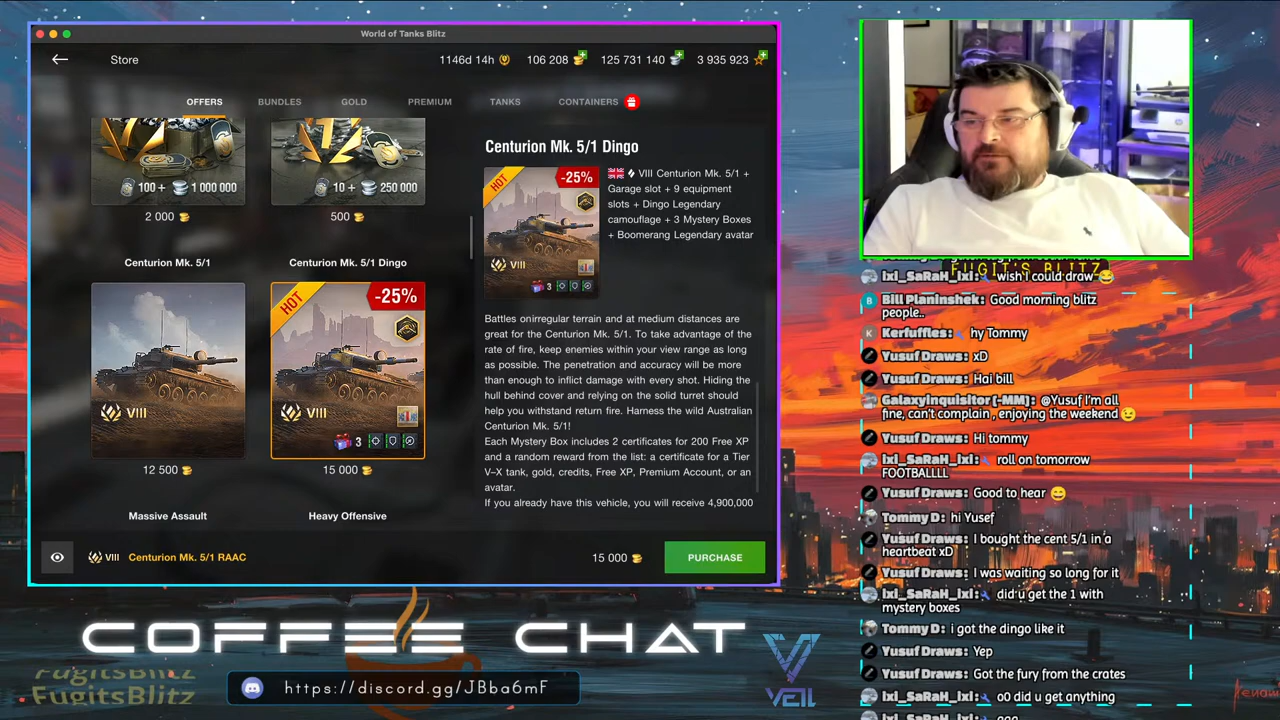 World of Tanks Blitz
Store
1146d 14h
106 208
125 731 140
3 935 923
OFFERS
BUNDLES
GOLD
PREMIUM
TANKS
CONTAINERS
100 + 1 000 000
10 + 250 000
2 000
500
Centurion Mk. 5/1
Centurion Mk. 5/1 Dingo
HOT
-25%
VIII
VIII
3
12 500
15 000
Massive Assault
Heavy Offensive
Centurion Mk. 5/1 Dingo
HOT
-25%
VIII
3
VIII Centurion Mk. 5/1 +
Garage slot + 9 equipment
slots + Dingo Legendary
camouflage + 3 Mystery Boxes
+ Boomerang Legendary avatar
Battles onirregular terrain and at medium distances are
great for the Centurion Mk. 5/1. To take advantage of the
rate of fire, keep enemies within your view range as long
as possible. The penetration and accuracy will be more
than enough to inflict damage with every shot. Hiding the
hull behind cover and relying on the solid turret should
help you withstand return fire. Harness the wild Australian
Centurion Mk. 5/1!
Each Mystery Box includes 2 certificates for 200 Free XP
and a random reward from the list: a certificate for a Tier
V–X tank, gold, credits, Free XP, Premium Account, or an
avatar.
If you already have this vehicle, you will receive 4,900,000
VIII Centurion Mk. 5/1 RAAC
15 000
PURCHASE
FUGIT'S BLITZ
lxl_SaRaH_lxl: wish i could draw
Bill Planinshek: Good morning blitz
people..
Kerfuffles: hy Tommy
Yusuf Draws: xD
Yusuf Draws: Hai bill
Galaxyinquisitor (-MM): @Yusuf I'm all
fine, can't complain , enjoying the weekend
Yusuf Draws: Hi tommy
lxl_SaRaH_lxl: roll on tomorrow
FOOTBALLLL
Yusuf Draws: Good to hear
Tommy D: hi Yusef
Yusuf Draws: I bought the cent 5/1 in a
heartbeat xD
Yusuf Draws: I was waiting so long for it
lxl_SaRaH_lxl: did u get the 1 with
mystery boxes
Tommy D: i got the dingo like it
Yusuf Draws: Yep
Yusuf Draws: Got the fury from the crates
lxl_SaRaH_lxl: o0 did u get anything
COFFEE CHAT
FugitsBlitz
FugitsBlitz
https://discord.gg/JBba6mF
VEIL